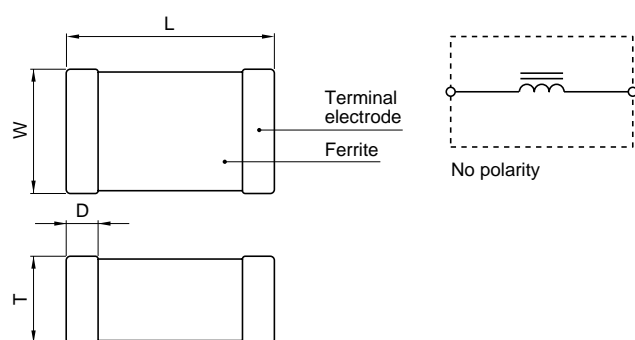 L
W
Terminal
electrode
Ferrite
No polarity
D
T